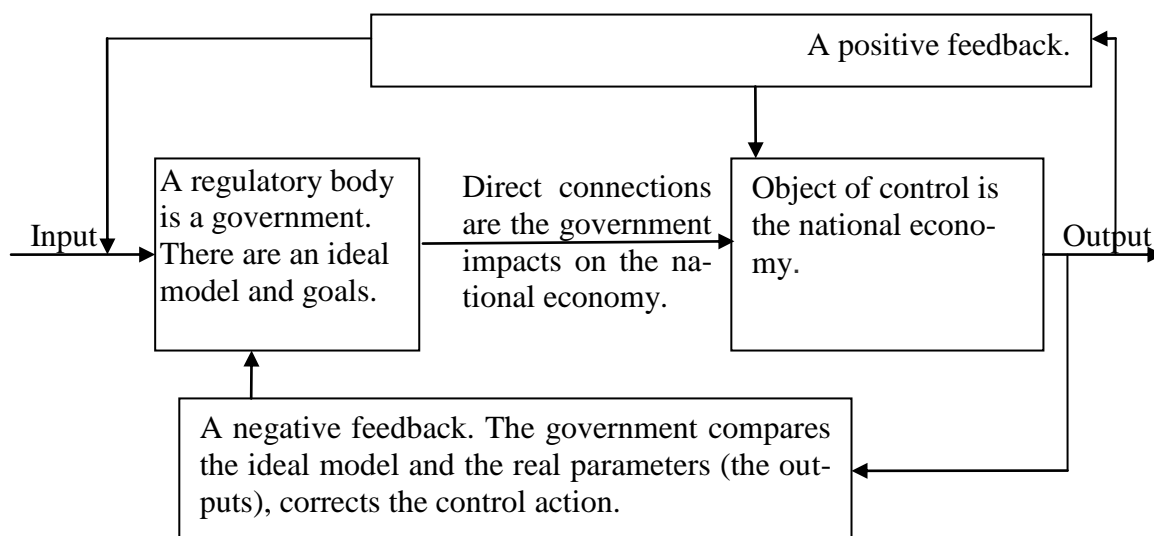 A positive feedback.
A regulatory body
is a government.
There are an ideal
model and goals.
Direct connections
are the government
impacts on the na-
tional economy.
Object of control is
the national econo-
my.
Input
Output
A negative feedback. The government compares
the ideal model and the real parameters (the out-
puts), corrects the control action.